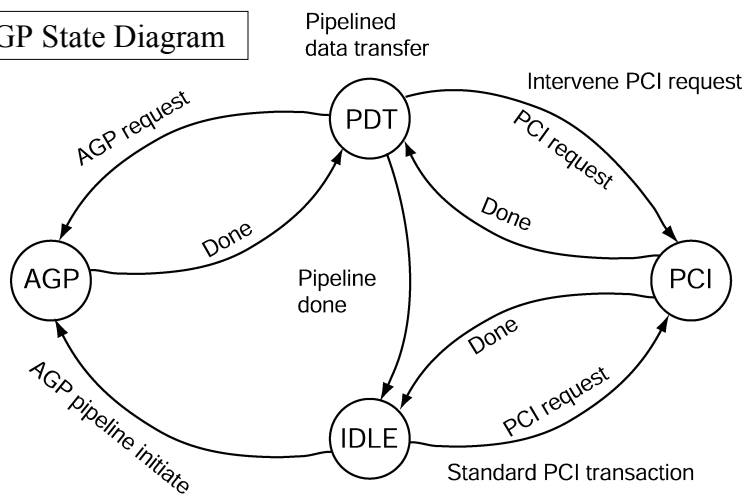 GP State Diagram
Pipelined
data transfer
Intervene PCI request
AGP request
PDT
PCI request
Done
Done
AGP
Pipeline
done
PCI
Done
AGP pipeline initiate
IDLE
PCI request
Standard PCI transaction